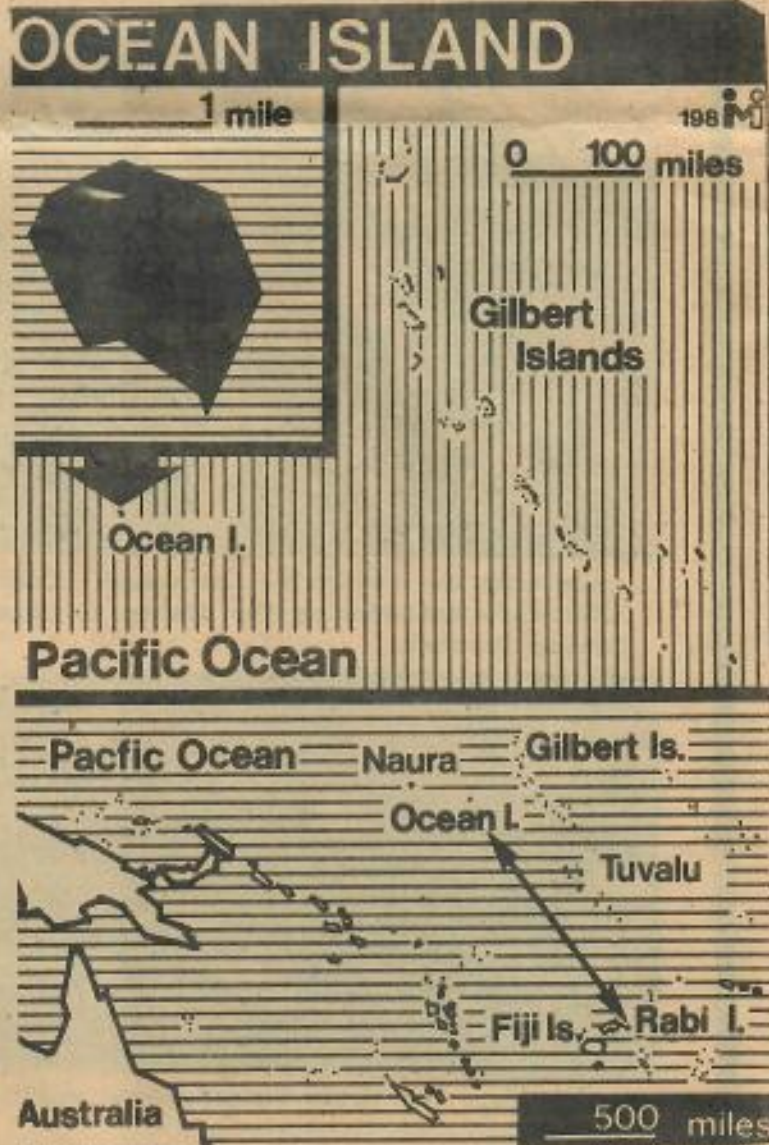 OCEAN ISLAND
1 mile
198
0 100 miles
Gilbert
Islands
Ocean I.
Pacific Ocean
Pacfic Ocean
Naura
Gilbert Is.
Ocean I.
Tuvalu
Fiji Is.
Rabi I.
Australia
500 miles